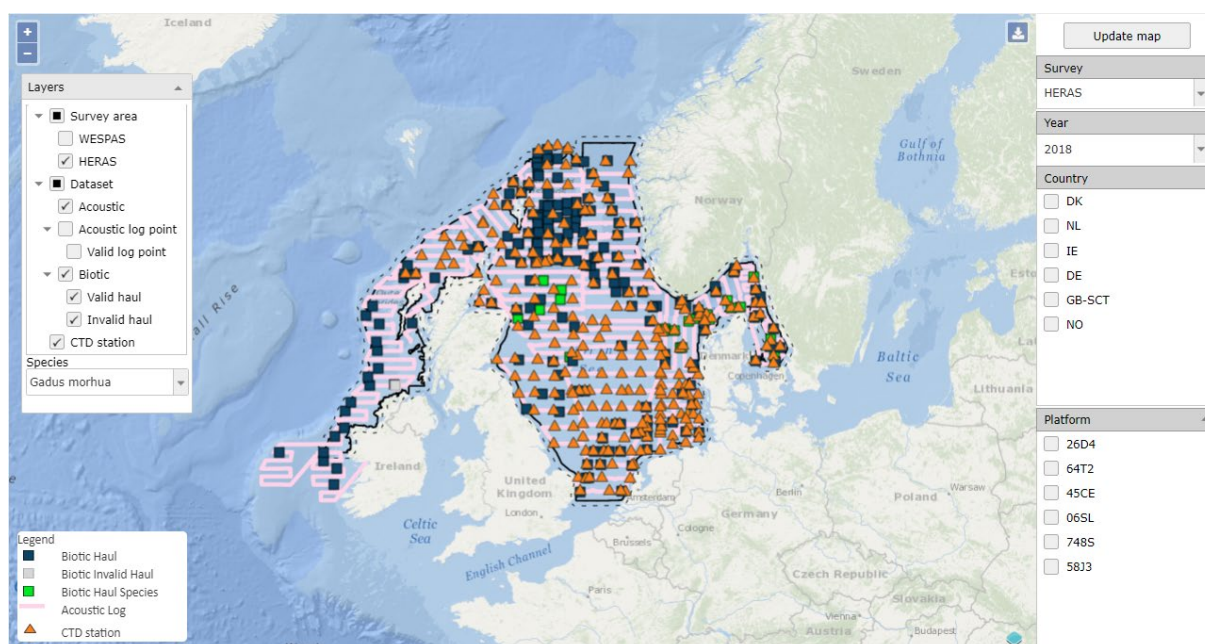 Iceland
+
−
Update map
Layers
Survey area
WESPAS
HERAS
Dataset
Acoustic
Acoustic log point
Valid log point
Biotic
Valid haul
Invalid haul
CTD station
Species
Gadus morhua
Survey
HERAS
Year
2018
Country
DK
NL
IE
DE
GB-SCT
NO
Platform
26D4
64T2
45CE
06SL
748S
58J3
Sweden
Gulf of
Bothnia
Norway
Rise
Baltic
Sea
Denmark
Copenhagen
Lithuania
Ireland
United
Kingdom
London
Amsterdam
Celtic
Sea
English Channel
Berlin
Poland
Warsaw
Germany
Cologne
Brussels
Paris
Czech Republic
Slovakia
Vienna
Austria
Budapest
Legend
Biotic Haul
Biotic Invalid Haul
Biotic Haul Species
Acoustic Log
CTD station